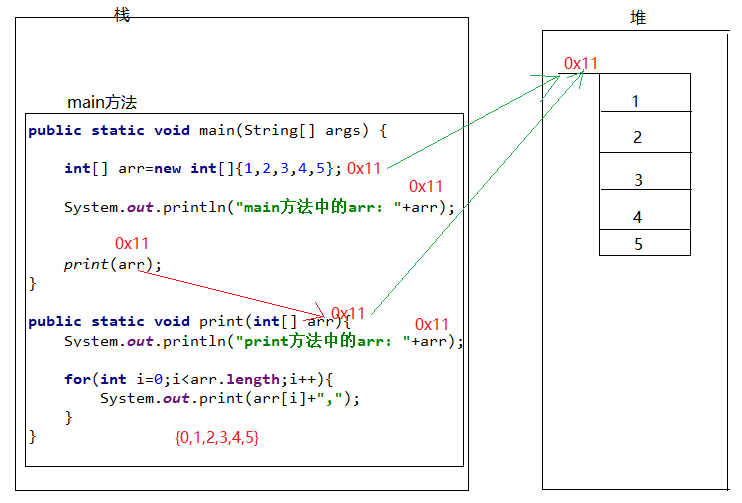 栈
堆
0x11
main方法
public static void main(String[] args) {
int[] arr=new int[]{1,2,3,4,5}; 0x11
0x11
System.out.println("main方法中的arr: "+arr);
0x11
print(arr);
}
0x11
public static void print(int[] arr){
0x11
System.out.println("print方法中的arr: "+arr);
for(int i=0;i<arr.length;i++){
System.out.print(arr[i]+",");
}
}
{0,1,2,3,4,5}
1
2
3
4
5